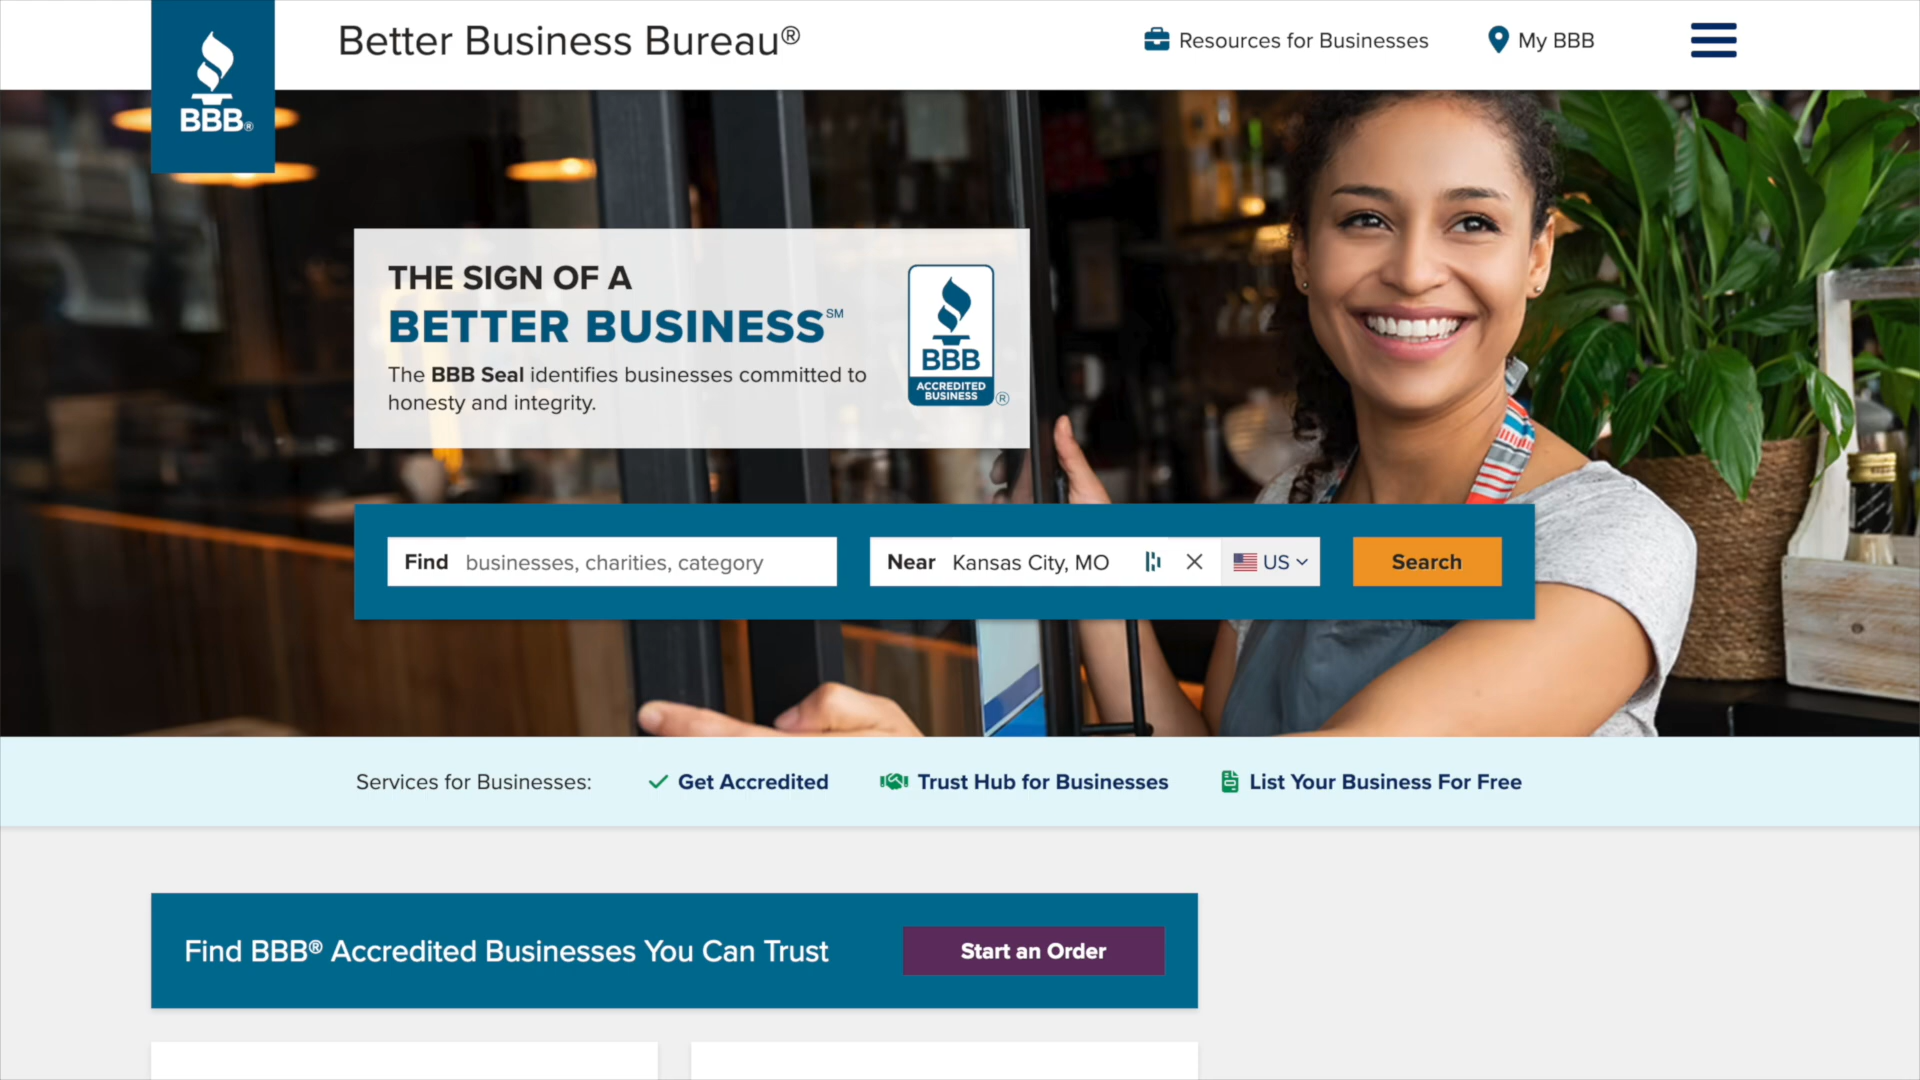 BBB®
Better Business Bureau®
Resources for Businesses
My BBB
THE SIGN OF A
BETTER BUSINESS℠
The BBB Seal identifies businesses committed to
honesty and integrity.
BBB
ACCREDITED
BUSINESS
®
Find businesses, charities, category
Near Kansas City, MO
US
Search
Services for Businesses:
Get Accredited
Trust Hub for Businesses
List Your Business For Free
Find BBB® Accredited Businesses You Can Trust
Start an Order